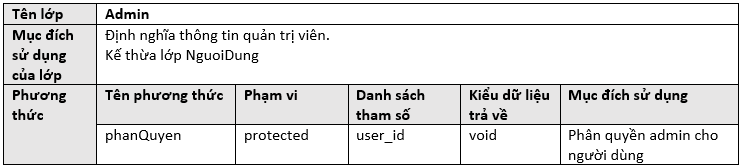 Tên lớp Admin
Mục đích Định nghĩa thông tin quản trị viên.
sử dụng Kế thừa lớp NguoiDung
của lớp
Phương Tên phương thức Phạm vi Danh sách Kiểu dữ liệu Mục đích sử dụng
thức tham số trả về
phanQuyen protected user_id void Phân quyền admin cho
người dùng